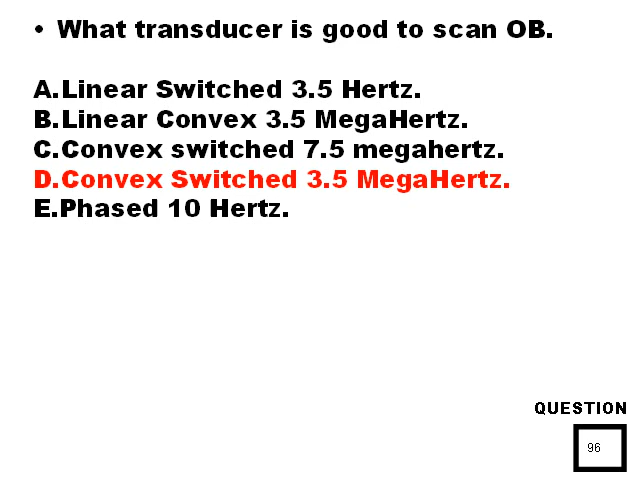 • What transducer is good to scan OB.
A.Linear Switched 3.5 Hertz.
B.Linear Convex 3.5 MegaHertz.
C.Convex switched 7.5 megahertz.
D.Convex Switched 3.5 MegaHertz.
E.Phased 10 Hertz.
QUESTION
96